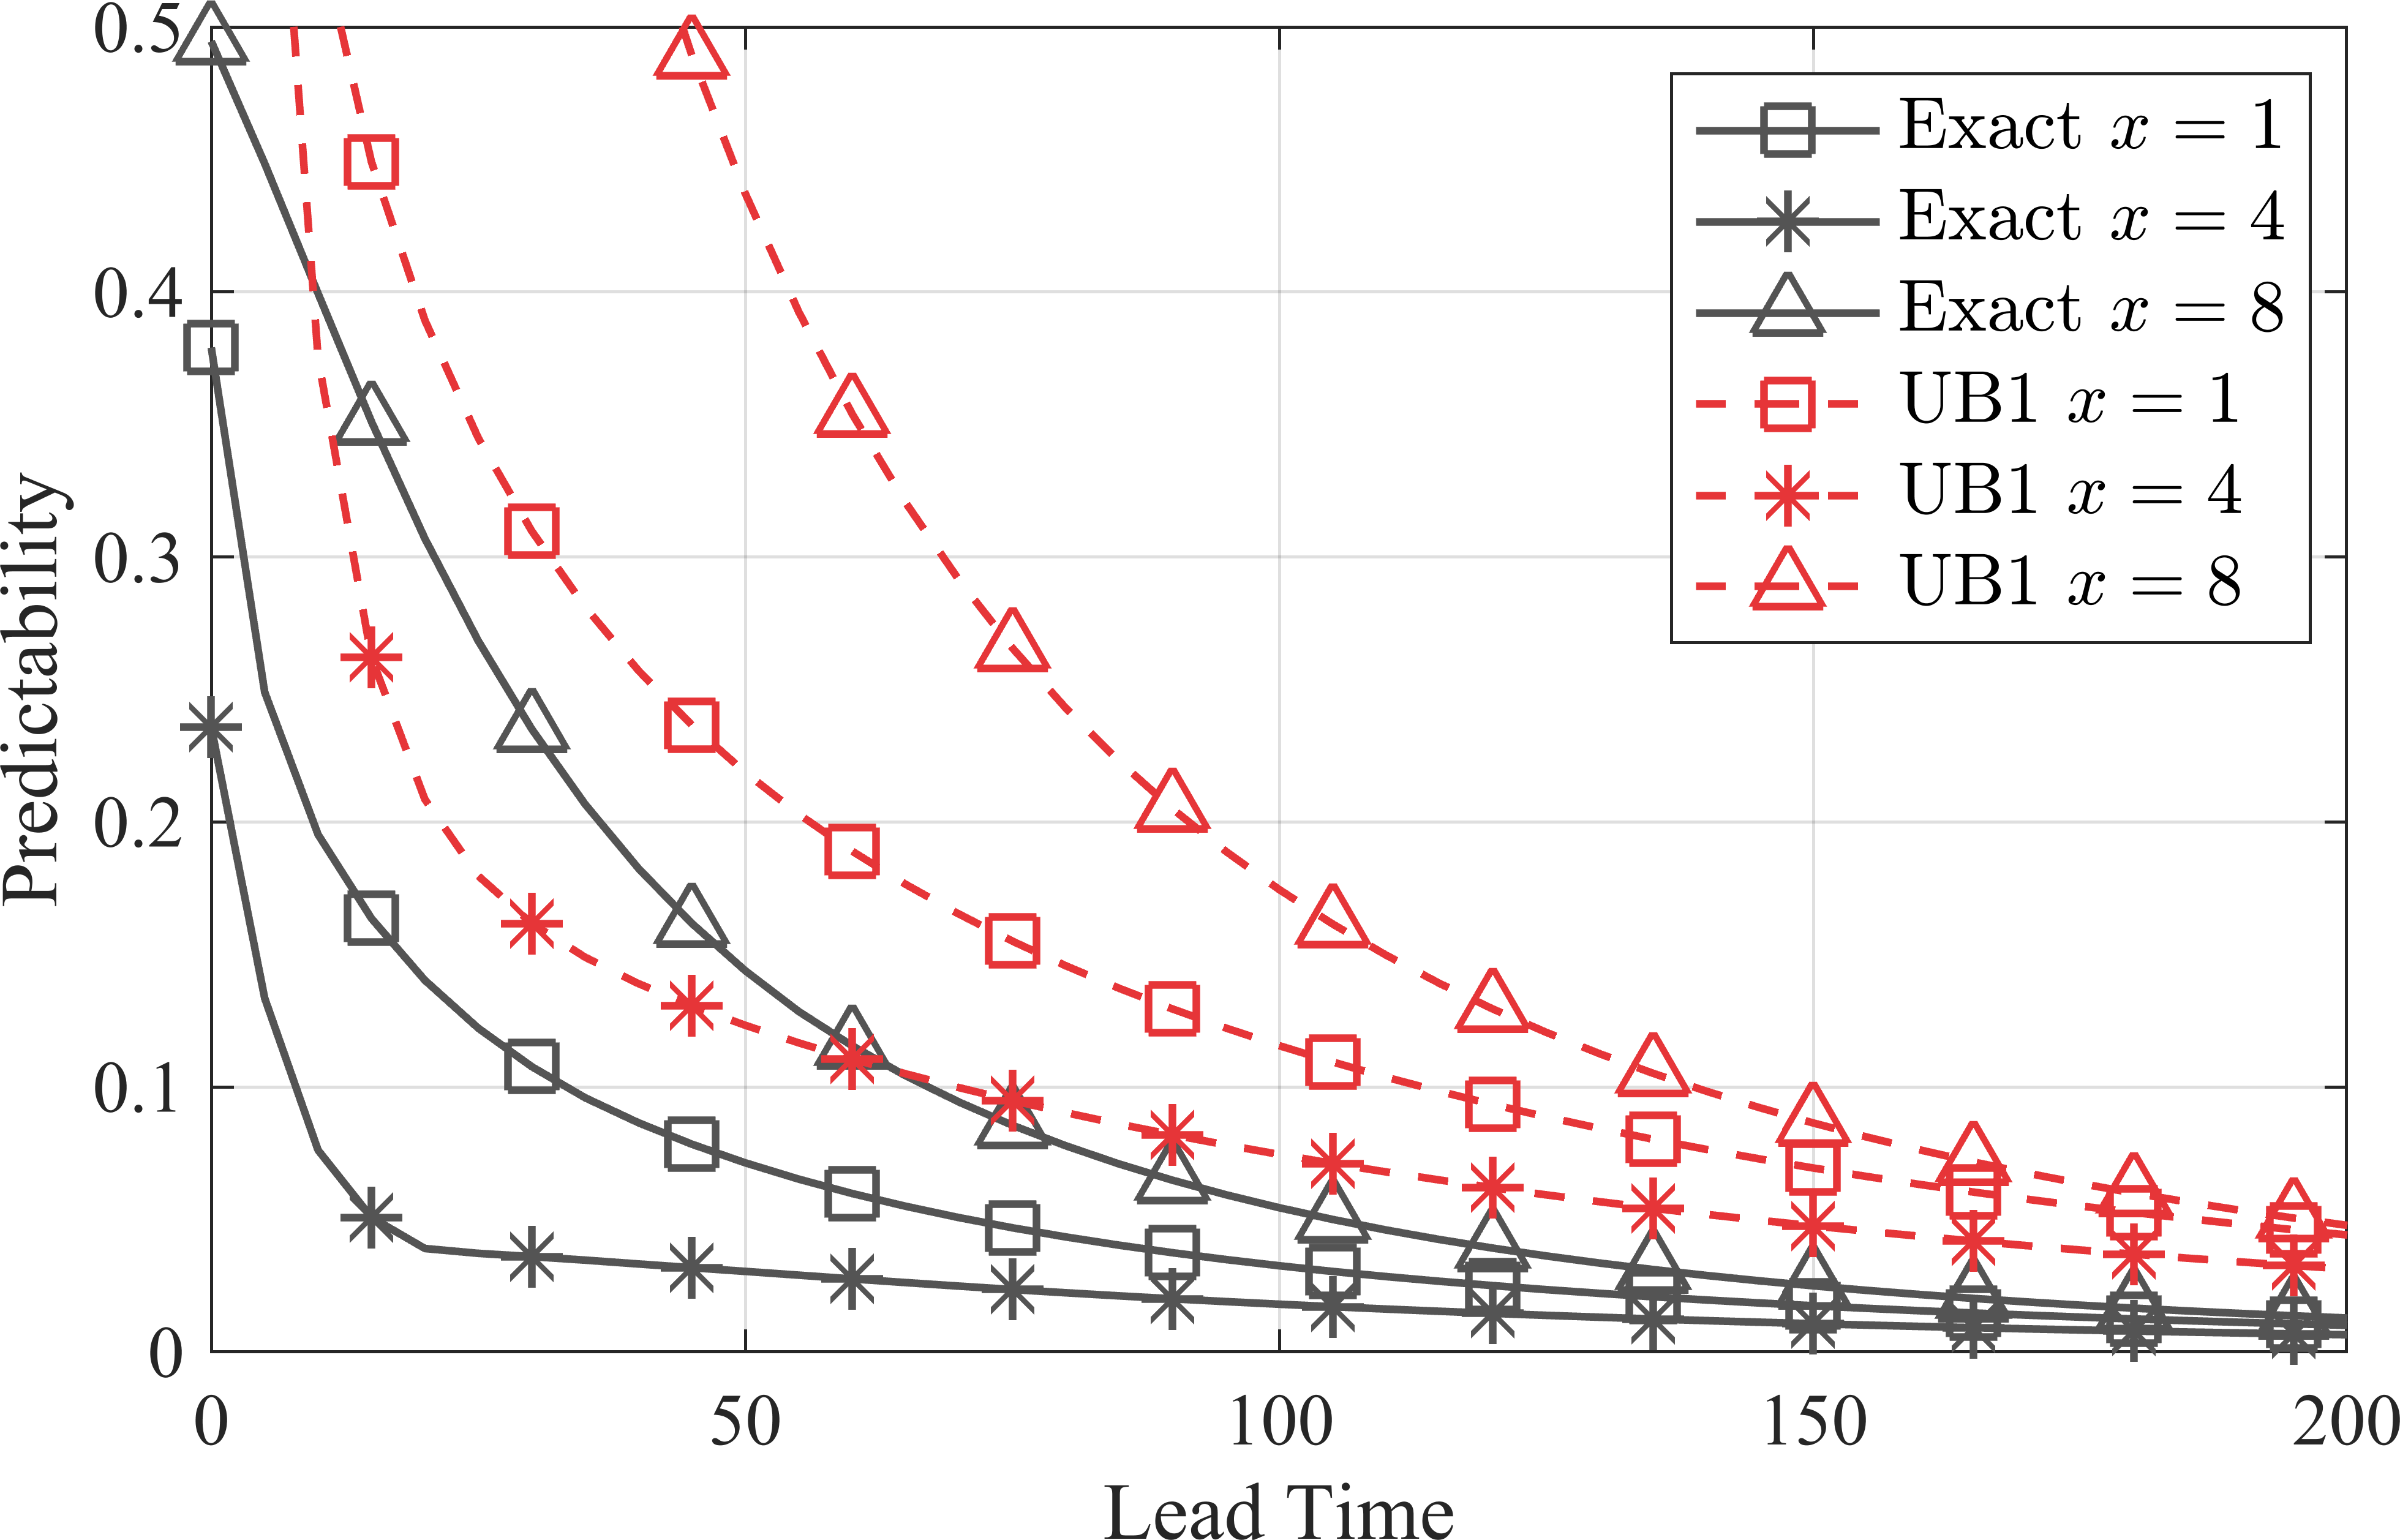 0.5
0.4
0.3
0.2
0.1
0
Predictability
0 50 100 150 200
Lead Time
Exact x = 1
Exact x = 4
Exact x = 8
UB1 x = 1
UB1 x = 4
UB1 x = 8